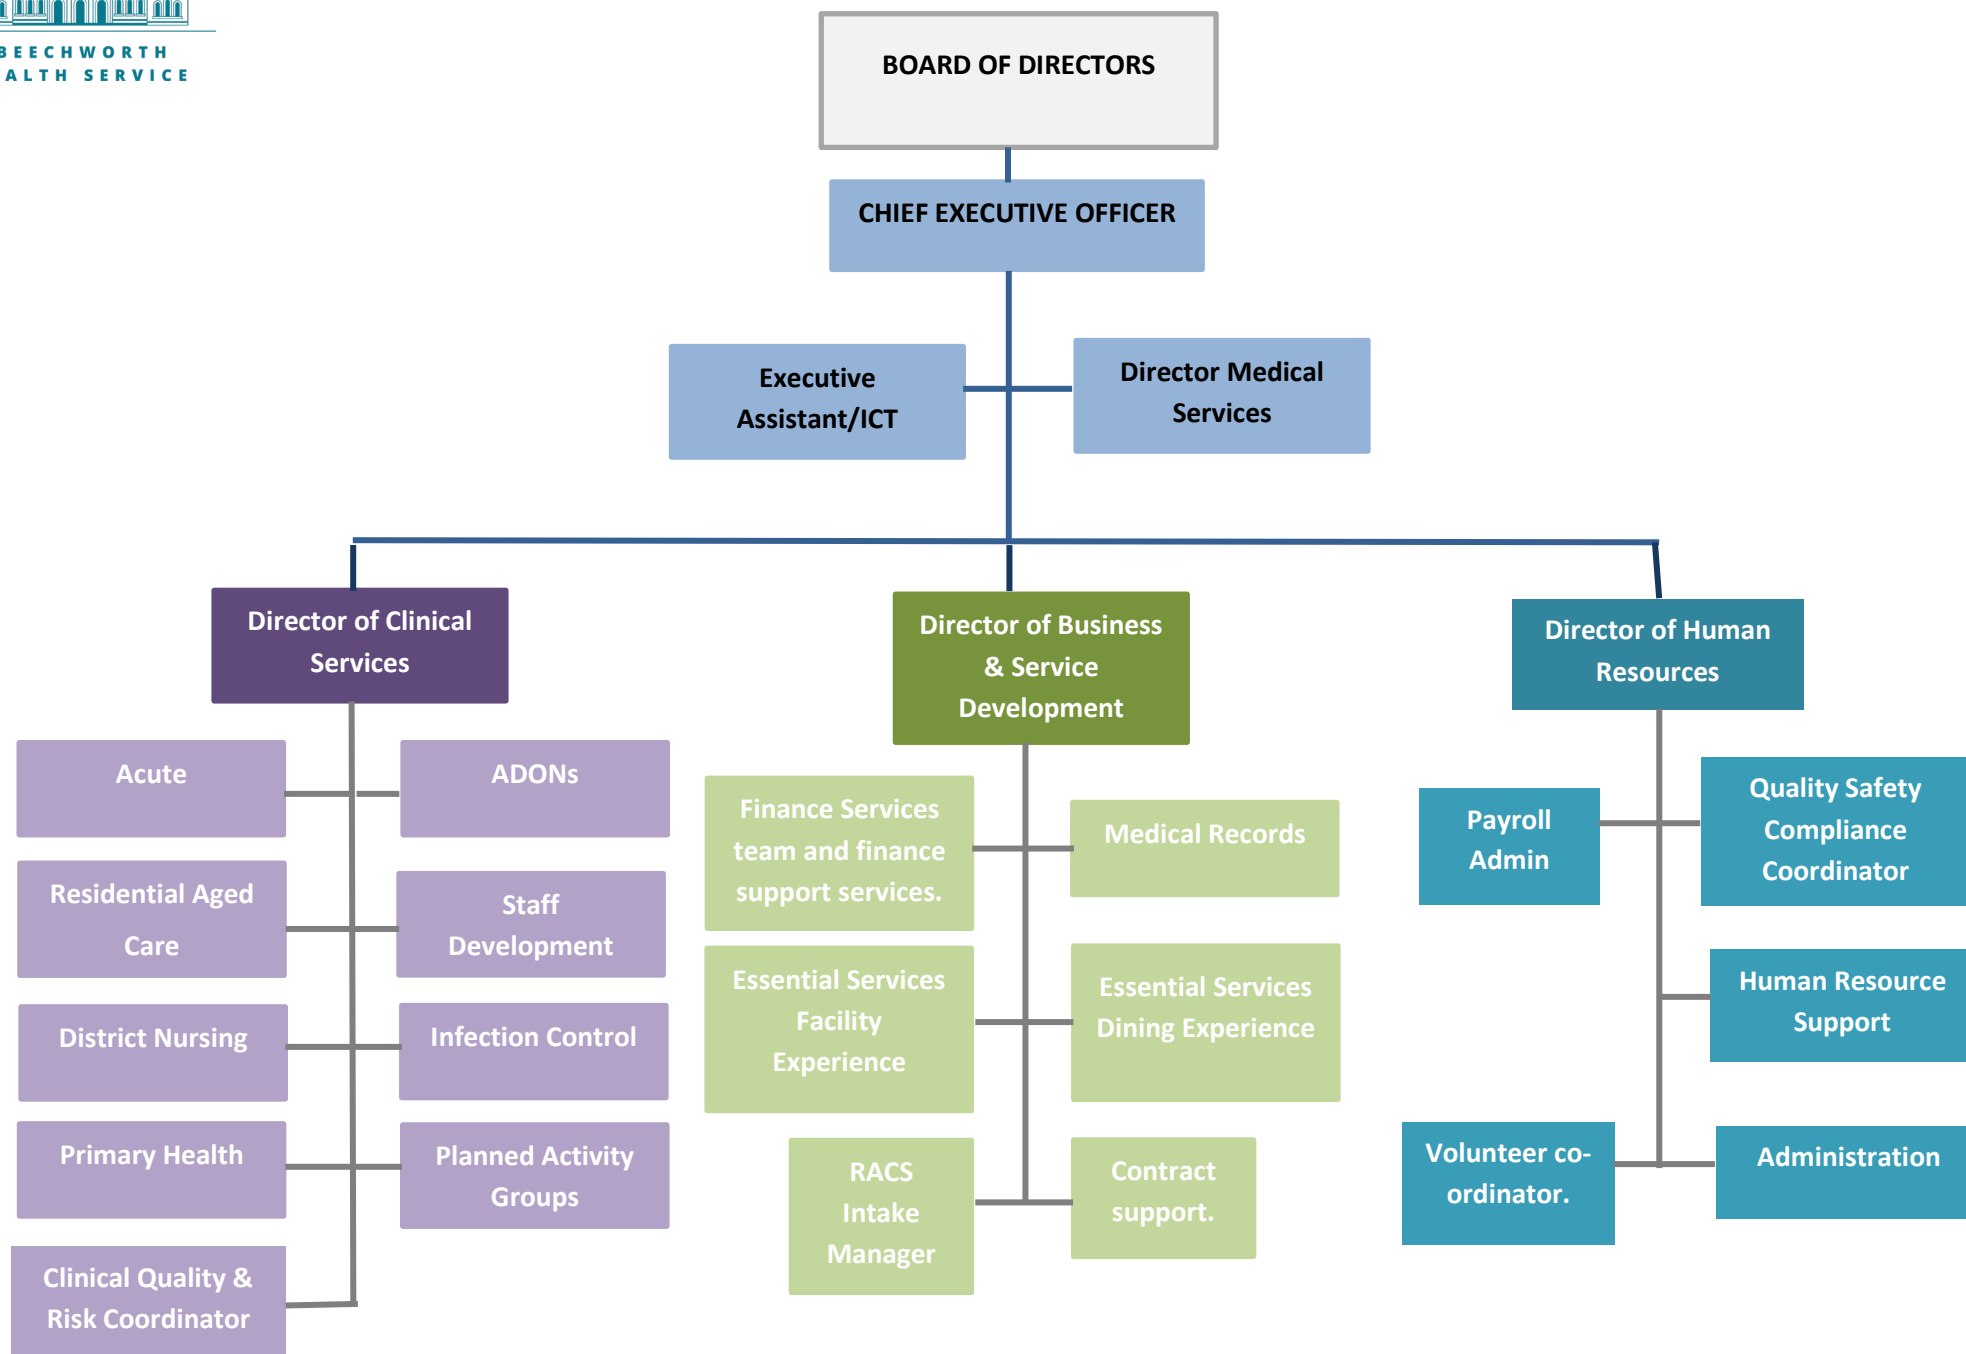 BEECHWORTH
ALTH SERVICE
BOARD OF DIRECTORS
CHIEF EXECUTIVE OFFICER
Executive
Assistant/ICT
Director Medical
Services
Director of Clinical
Services
Director of Business
& Service
Development
Director of Human
Resources
Acute
ADONs
Residential Aged
Care
Staff
Development
District Nursing
Infection Control
Primary Health
Planned Activity
Groups
Clinical Quality &
Risk Coordinator
Finance Services
team and finance
support services.
Medical Records
Essential Services
Facility
Experience
Essential Services
Dining Experience
RACS
Intake
Manager
Contract
support.
Payroll
Admin
Quality Safety
Compliance
Coordinator
Human Resource
Support
Volunteer co-
ordinator.
Administration